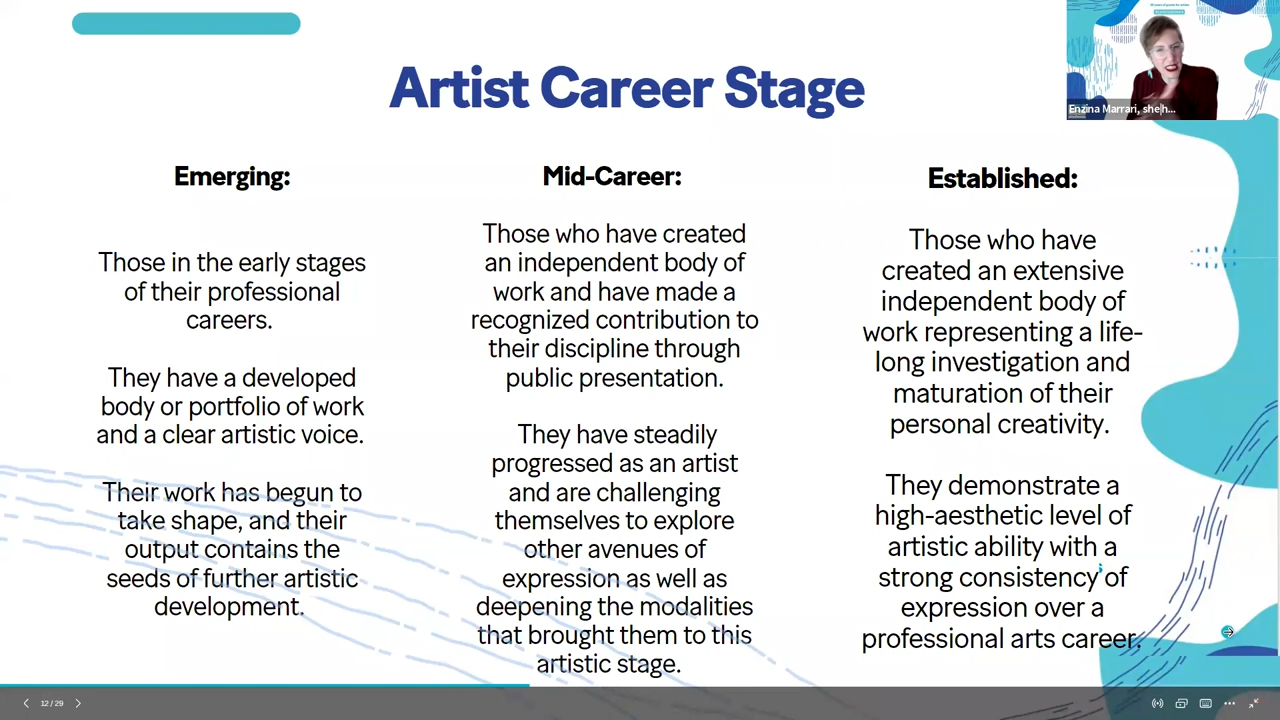 Artist Career Stage
Emerging:
Those in the early stages
of their professional
careers.
They have a developed
body or portfolio of work
and a clear artistic voice.
Their work has begun to
take shape, and their
output contains the
seeds of further artistic
development.
Mid-Career:
Those who have created
an independent body of
work and have made a
recognized contribution to
their discipline through
public presentation.
They have steadily
progressed as an artist
and are challenging
themselves to explore
other avenues of
expression as well as
deepening the modalities
that brought them to this
artistic stage.
Established:
Those who have
created an extensive
independent body of
work representing a life-
long investigation and
maturation of their
personal creativity.
They demonstrate a
high-aesthetic level of
artistic ability with a
strong consistency of
expression over a
professional arts career.
Enzina Marrari, she|h...
12 / 29